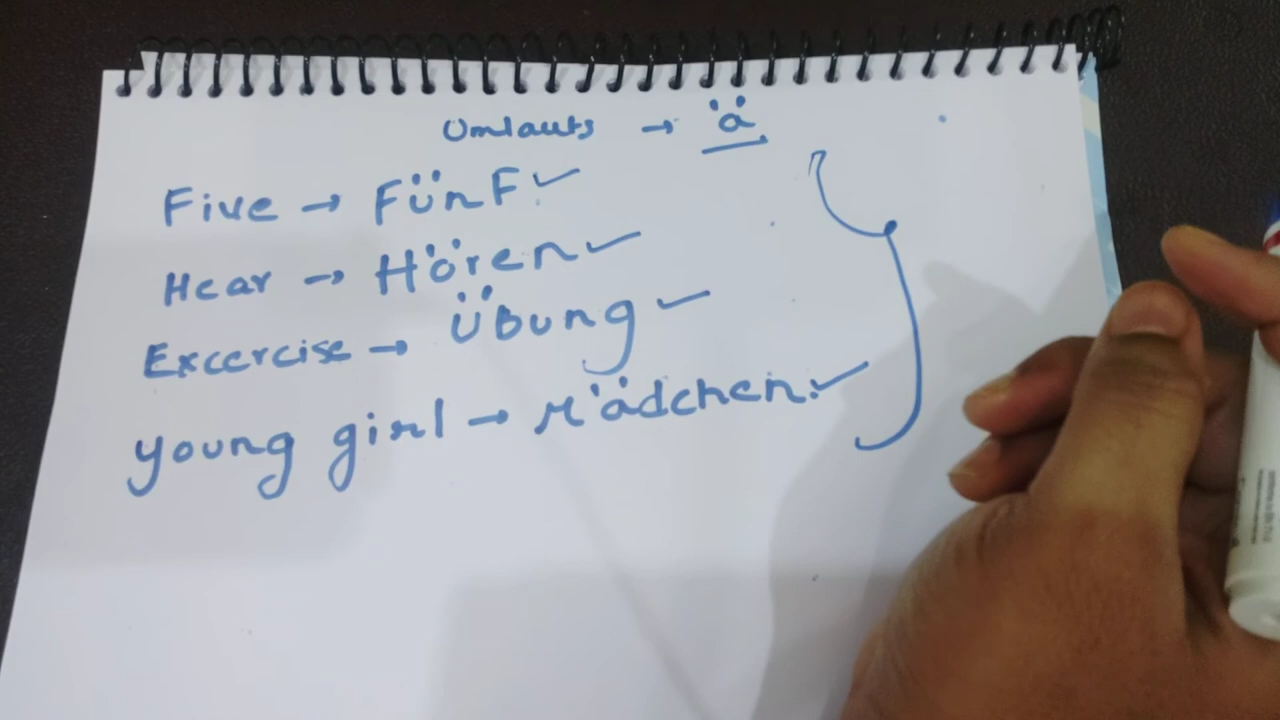 Umlauts → ä
Five → FünF
Hear → Hören
Excercise → Übung
young girl → Mädchen.